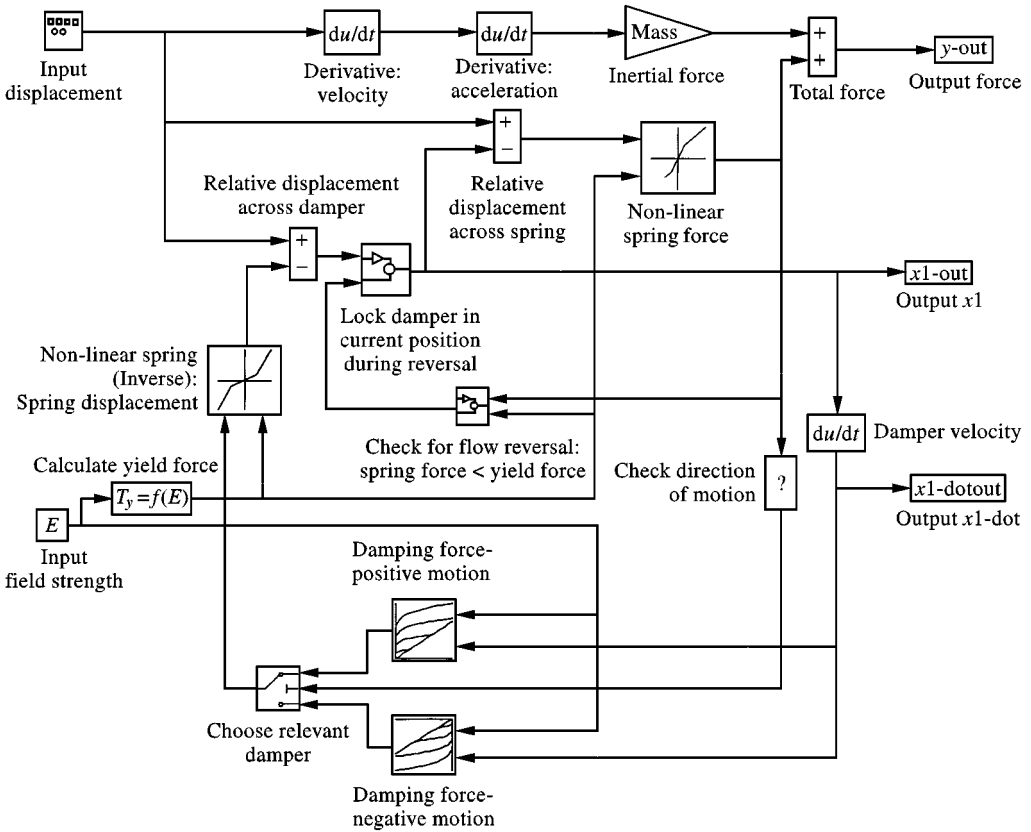 Input
displacement
du/dt
Derivative:
velocity
du/dt
Derivative:
acceleration
Mass
Inertial force
+
+
Total force
y-out
Output force
+
−
Relative
displacement
across spring
Non-linear
spring force
Relative displacement
across damper
+
−
Lock damper in
current position
during reversal
x1-out
Output x1
Non-linear spring
(Inverse):
Spring displacement
Check for flow reversal:
spring force < yield force
du/dt
Damper velocity
Check direction
of motion
?
x1-dotout
Output x1-dot
Calculate yield force
Ty =f(E)
E
Input
field strength
Damping force-
positive motion
Choose relevant
damper
Damping force-
negative motion